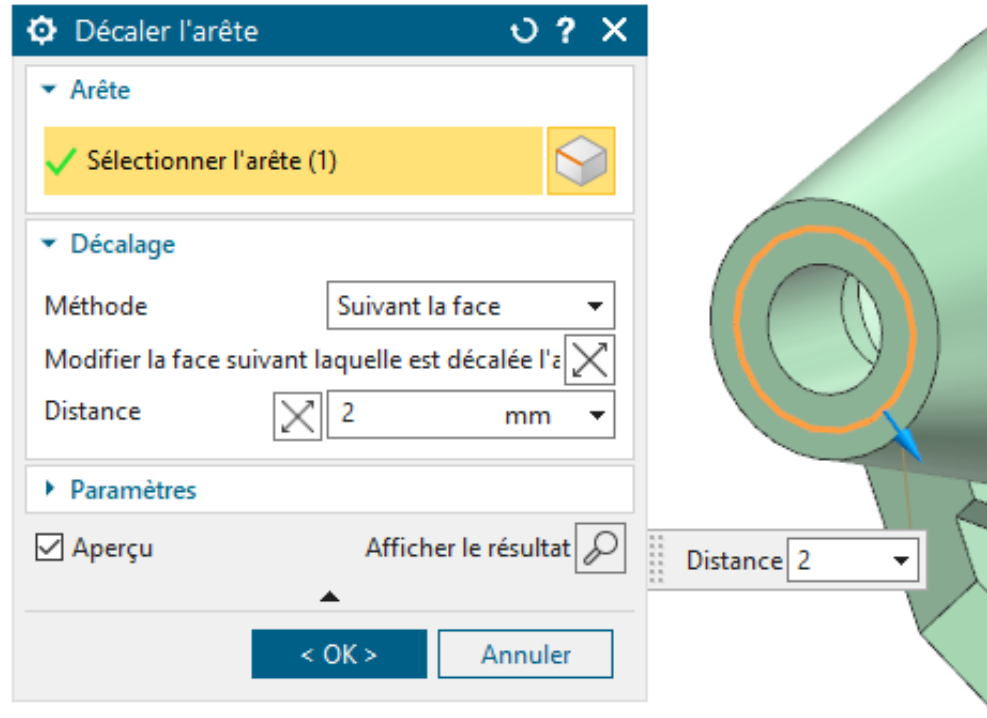 Décaler l'arête ?
Arête
Sélectionner l'arête (1)
Décalage
Méthode Suivant la face
Modifier la face suivant laquelle est décalée l'a
Distance 2 mm
Paramètres
Aperçu Afficher le résultat
Distance 2
< OK > Annuler